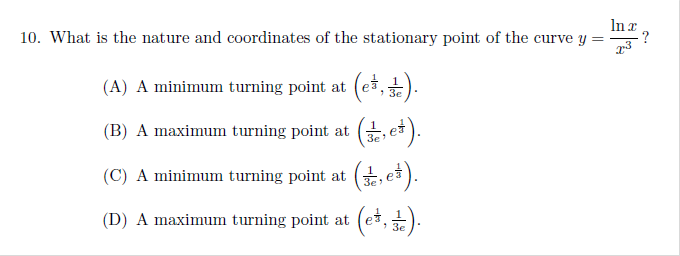 10. What is the nature and coordinates of the stationary point of the curve $y = \frac{\ln x}{x^3}$?
(A) A minimum turning point at $\left(e^{\frac{1}{3}}, \frac{1}{3e}\right)$.
(B) A maximum turning point at $\left(\frac{1}{3e}, e^{\frac{1}{3}}\right)$.
(C) A minimum turning point at $\left(\frac{1}{3e}, e^{\frac{1}{3}}\right)$.
(D) A maximum turning point at $\left(e^{\frac{1}{3}}, \frac{1}{3e}\right)$.